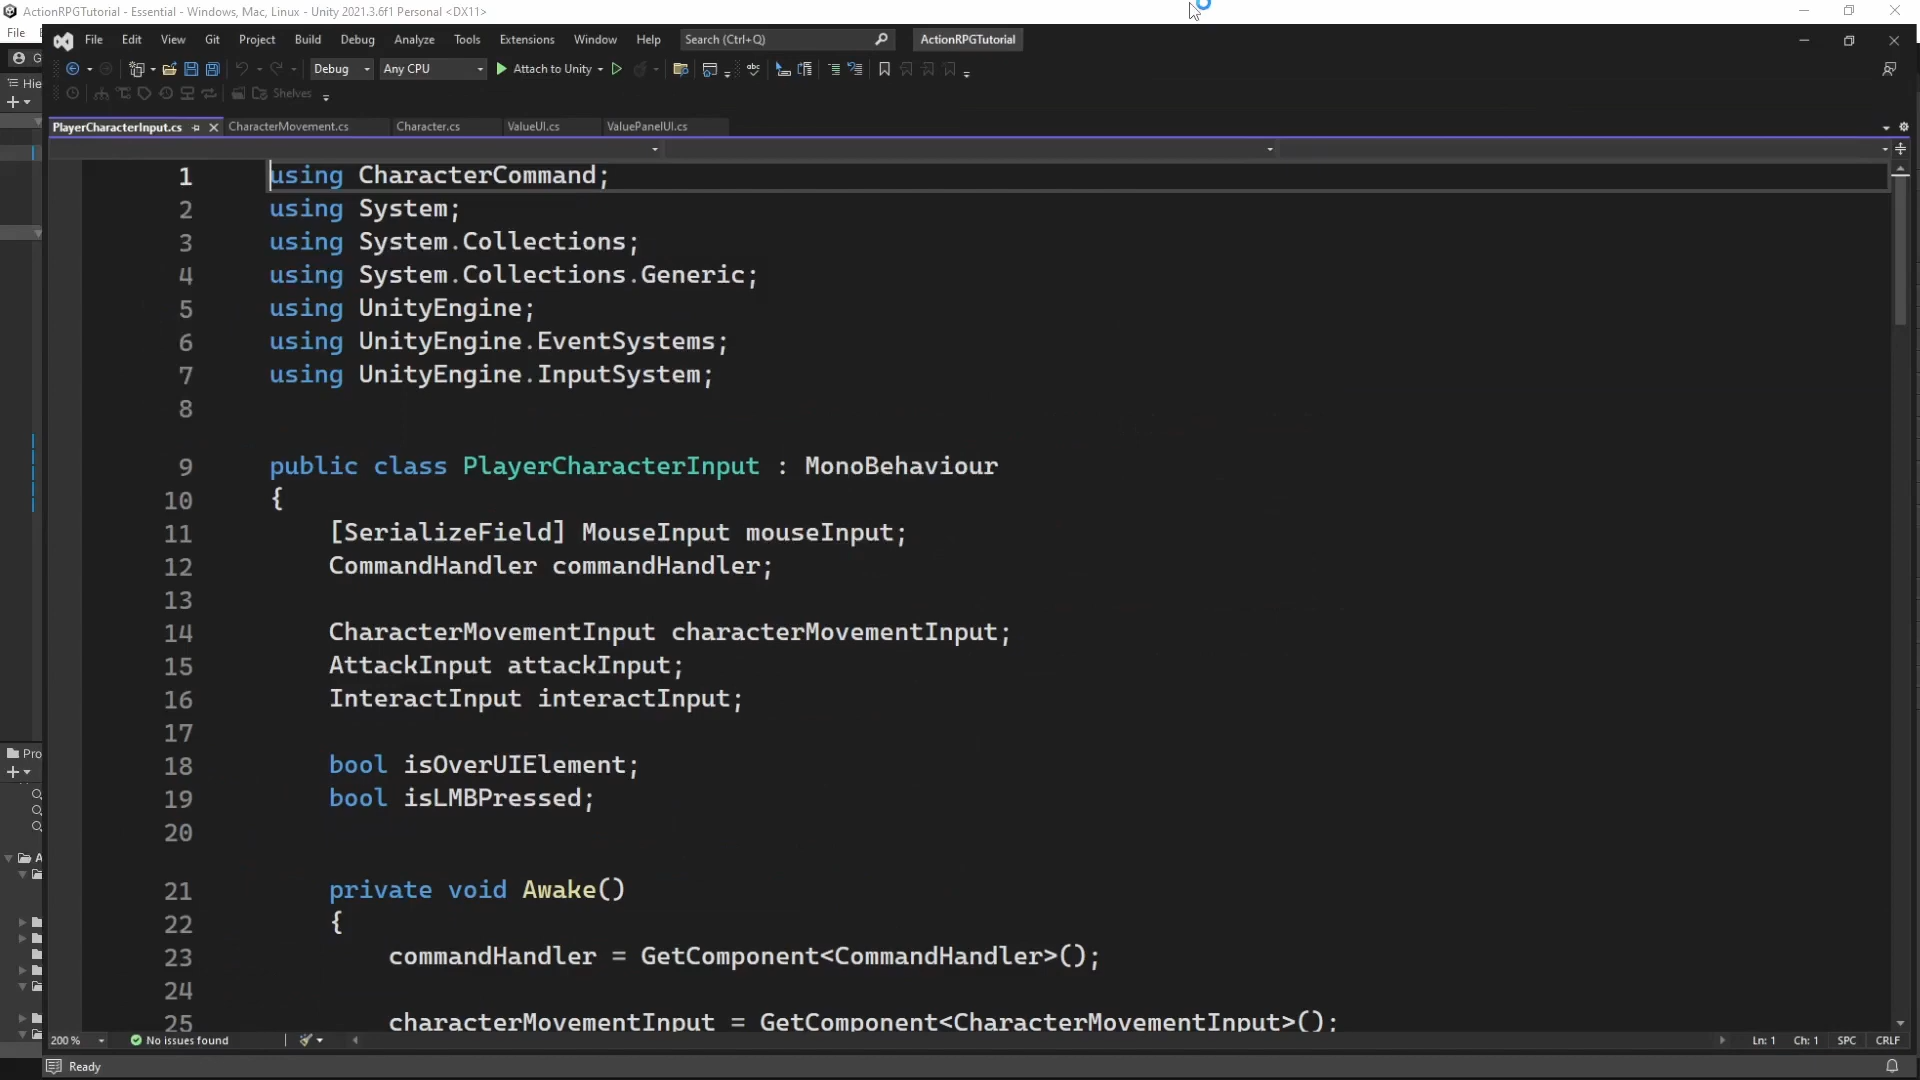 ActionRPGTutorial - Essential - Windows, Mac, Linux - Unity 2021.3.6f1 Personal <DX11>
File
File Edit View Git Project Build Debug Analyze Tools Extensions Window Help Search (Ctrl+Q) ActionRPGTutorial
Debug Any CPU Attach to Unity
Hie
Shelves
PlayerCharacterInput.cs CharacterMovement.cs Character.cs ValueUI.cs ValuePanelUI.cs
1 using CharacterCommand;
2 using System;
3 using System.Collections;
4 using System.Collections.Generic;
5 using UnityEngine;
6 using UnityEngine.EventSystems;
7 using UnityEngine.InputSystem;
8
9 public class PlayerCharacterInput : MonoBehaviour
10 {
11 [SerializeField] MouseInput mouseInput;
12 CommandHandler commandHandler;
13
14 CharacterMovementInput characterMovementInput;
15 AttackInput attackInput;
16 InteractInput interactInput;
17
18 bool isOverUIElement;
19 bool isLMBPressed;
20
21 private void Awake()
22 {
23 commandHandler = GetComponent<CommandHandler>();
24
25 characterMovementInput = GetComponent<CharacterMovementInput>();
Pro
A
200 % No issues found Ln: 1 Ch: 1 SPC CRLF
Ready